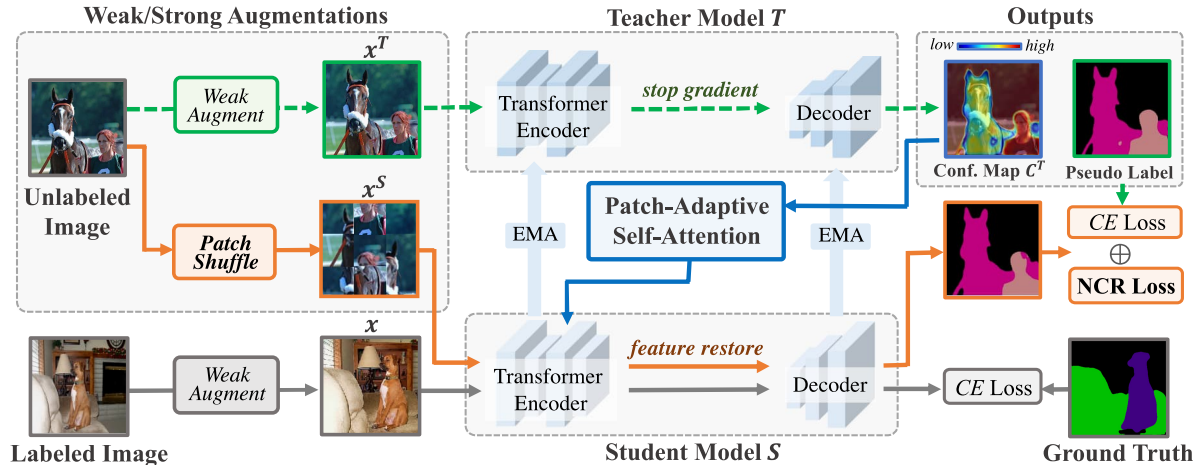 Weak/Strong Augmentations
Teacher Model T
Outputs
x^T
low high
Weak
Augment
Transformer
Encoder
stop gradient
Decoder
Conf. Map C^T
Pseudo Label
Unlabeled
Image
x^S
Patch
Shuffle
EMA
Patch-Adaptive
Self-Attention
EMA
CE Loss
⊕
NCR Loss
x
Weak
Augment
Transformer
Encoder
feature restore
Decoder
CE Loss
Labeled Image
Student Model S
Ground Truth